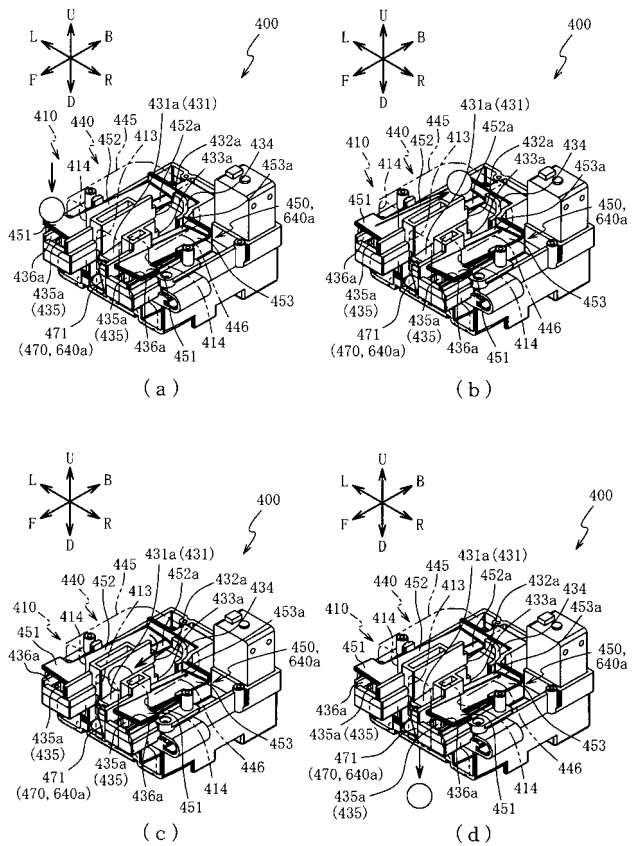 U
L B
400
F R
D
431a(431)
445
440 413 452a
410 452 432a
414 433a 434
453a
451
450,
640a
436a
435a
(435)
453
435a 446
471 (435)
(470, 640a) 436a 414
451
(a)
U
L B
400
F R
D
431a(431)
445
440 413 452a
410 452 432a
414 433a 434
453a
451
450,
640a
436a
435a
(435)
453
435a 446
471 (435)
(470, 640a) 436a 414
451
(b)
U
L B
400
F R
D
431a(431)
445
440 452a
452 413 432a
410 434
414 433a
451 453a
450,
436a 640a
435a
(435) 453
435a 446
471 (435)
(470, 640a) 436a 414
451
(c)
U
L B
400
F R
D
431a(431)
445
440 452a
452 413 432a
410 434
414 433a
451 453a
450,
640a
436a
435a
(435) 453
471 446
(470, 640a) 436a 414
435a 451
(435)
(d)